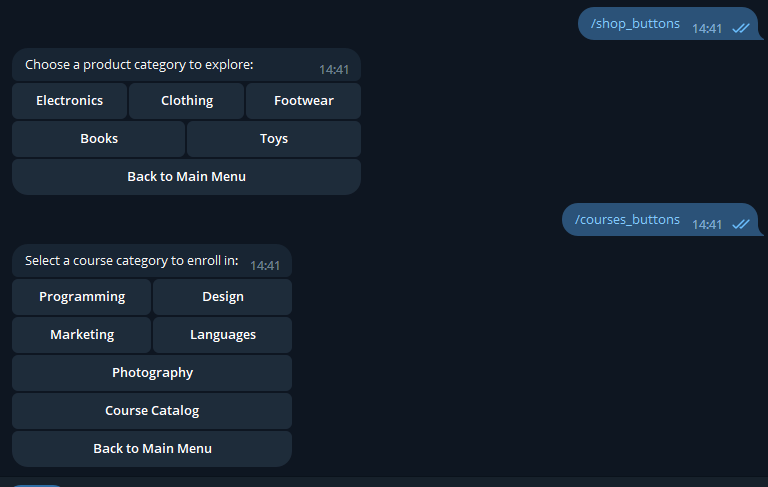 /shop_buttons 14:41
Choose a product category to explore: 14:41
Electronics Clothing Footwear
Books Toys
Back to Main Menu
/courses_buttons 14:41
Select a course category to enroll in: 14:41
Programming Design
Marketing Languages
Photography
Course Catalog
Back to Main Menu